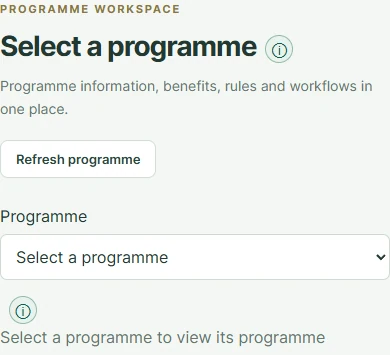 PROGRAMME WORKSPACE
Select a programme
Programme information, benefits, rules and workflows in
one place.
Refresh programme
Programme
Select a programme
Select a programme to view its programme